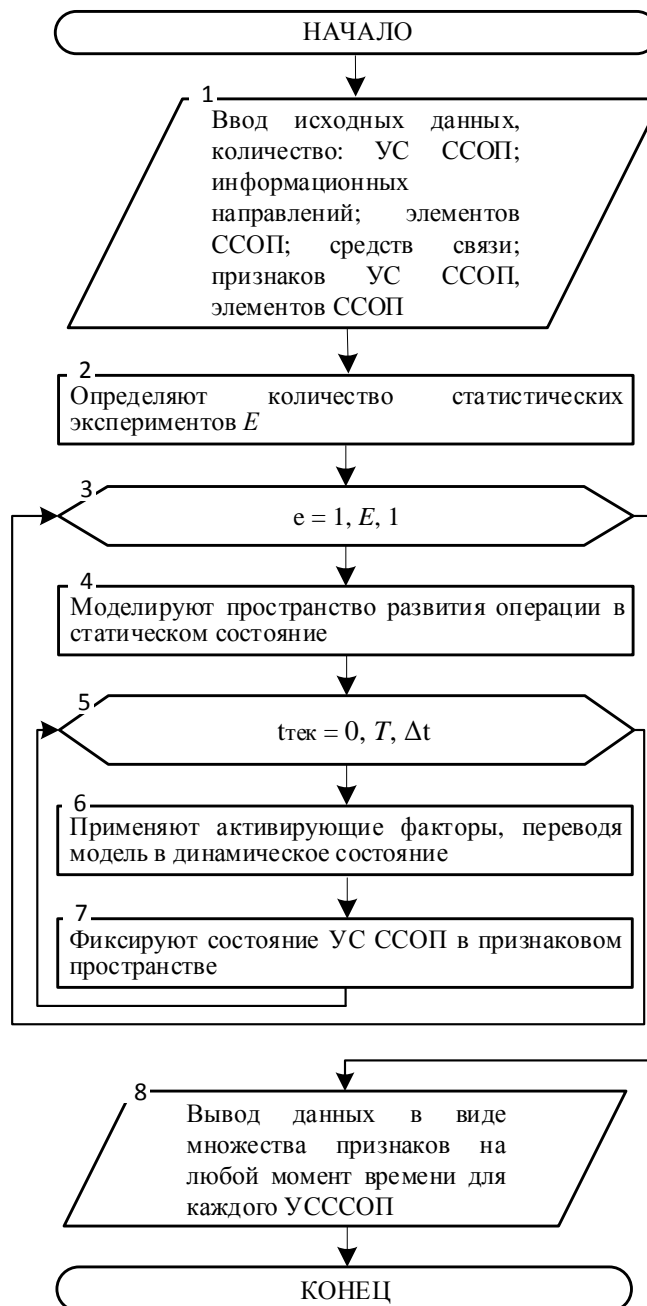 НАЧАЛО
1
Ввод исходных данных,
количество: УС ССОП;
информационных
направлений; элементов
ССОП; средств связи;
признаков УС ССОП,
элементов ССОП
2
Определяют количество статистических
экспериментов E
3
e = 1, E, 1
4
Моделируют пространство развития операции в
статическом состояние
5
tтек = 0, T, Δt
6
Применяют активирующие факторы, переводя
модель в динамическое состояние
7
Фиксируют состояние УС ССОП в признаковом
пространстве
8
Вывод данных в виде
множества признаков на
любой момент времени для
каждого УСССОП
КОНЕЦ